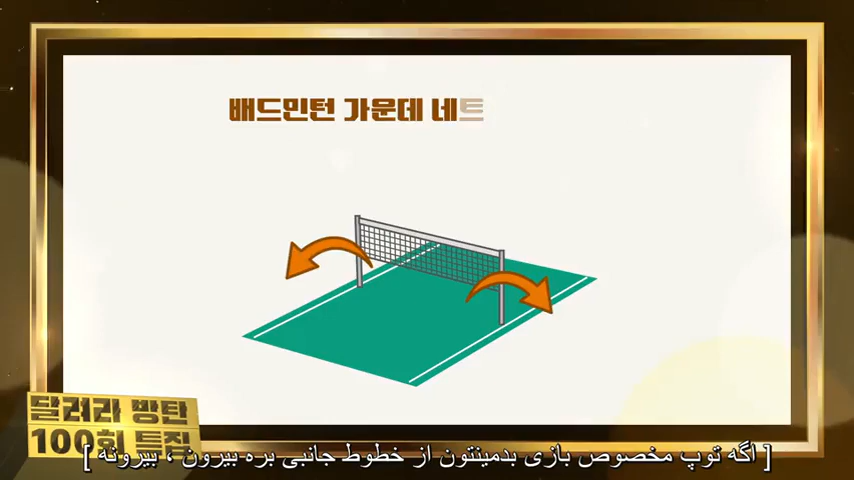 배드민턴 가운데 네트
달려라 방탄
100회 특집
[ اگه توپ مخصوص بازی بدمینتون از خطوط جانبی بره بیرون ، بیرونه ]